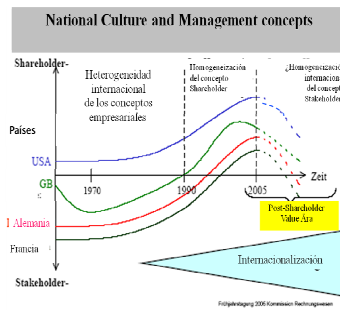 National Culture and Management concepts
Shareholder-
Heterogeneidad
internacional
de los conceptos
empresariales
Homogeneización
del concepto
Sharholder
¿Homogeneización
internacional
del concepto
Stakeholder
Países
USA
GB
Zeit
1970
1990
2005
Alemania
Francia
Post-Shareholder
Value Ära
Stakeholder-
Internacionalización
Frühjahrstagung 2006 Kommission Rechnungswesen